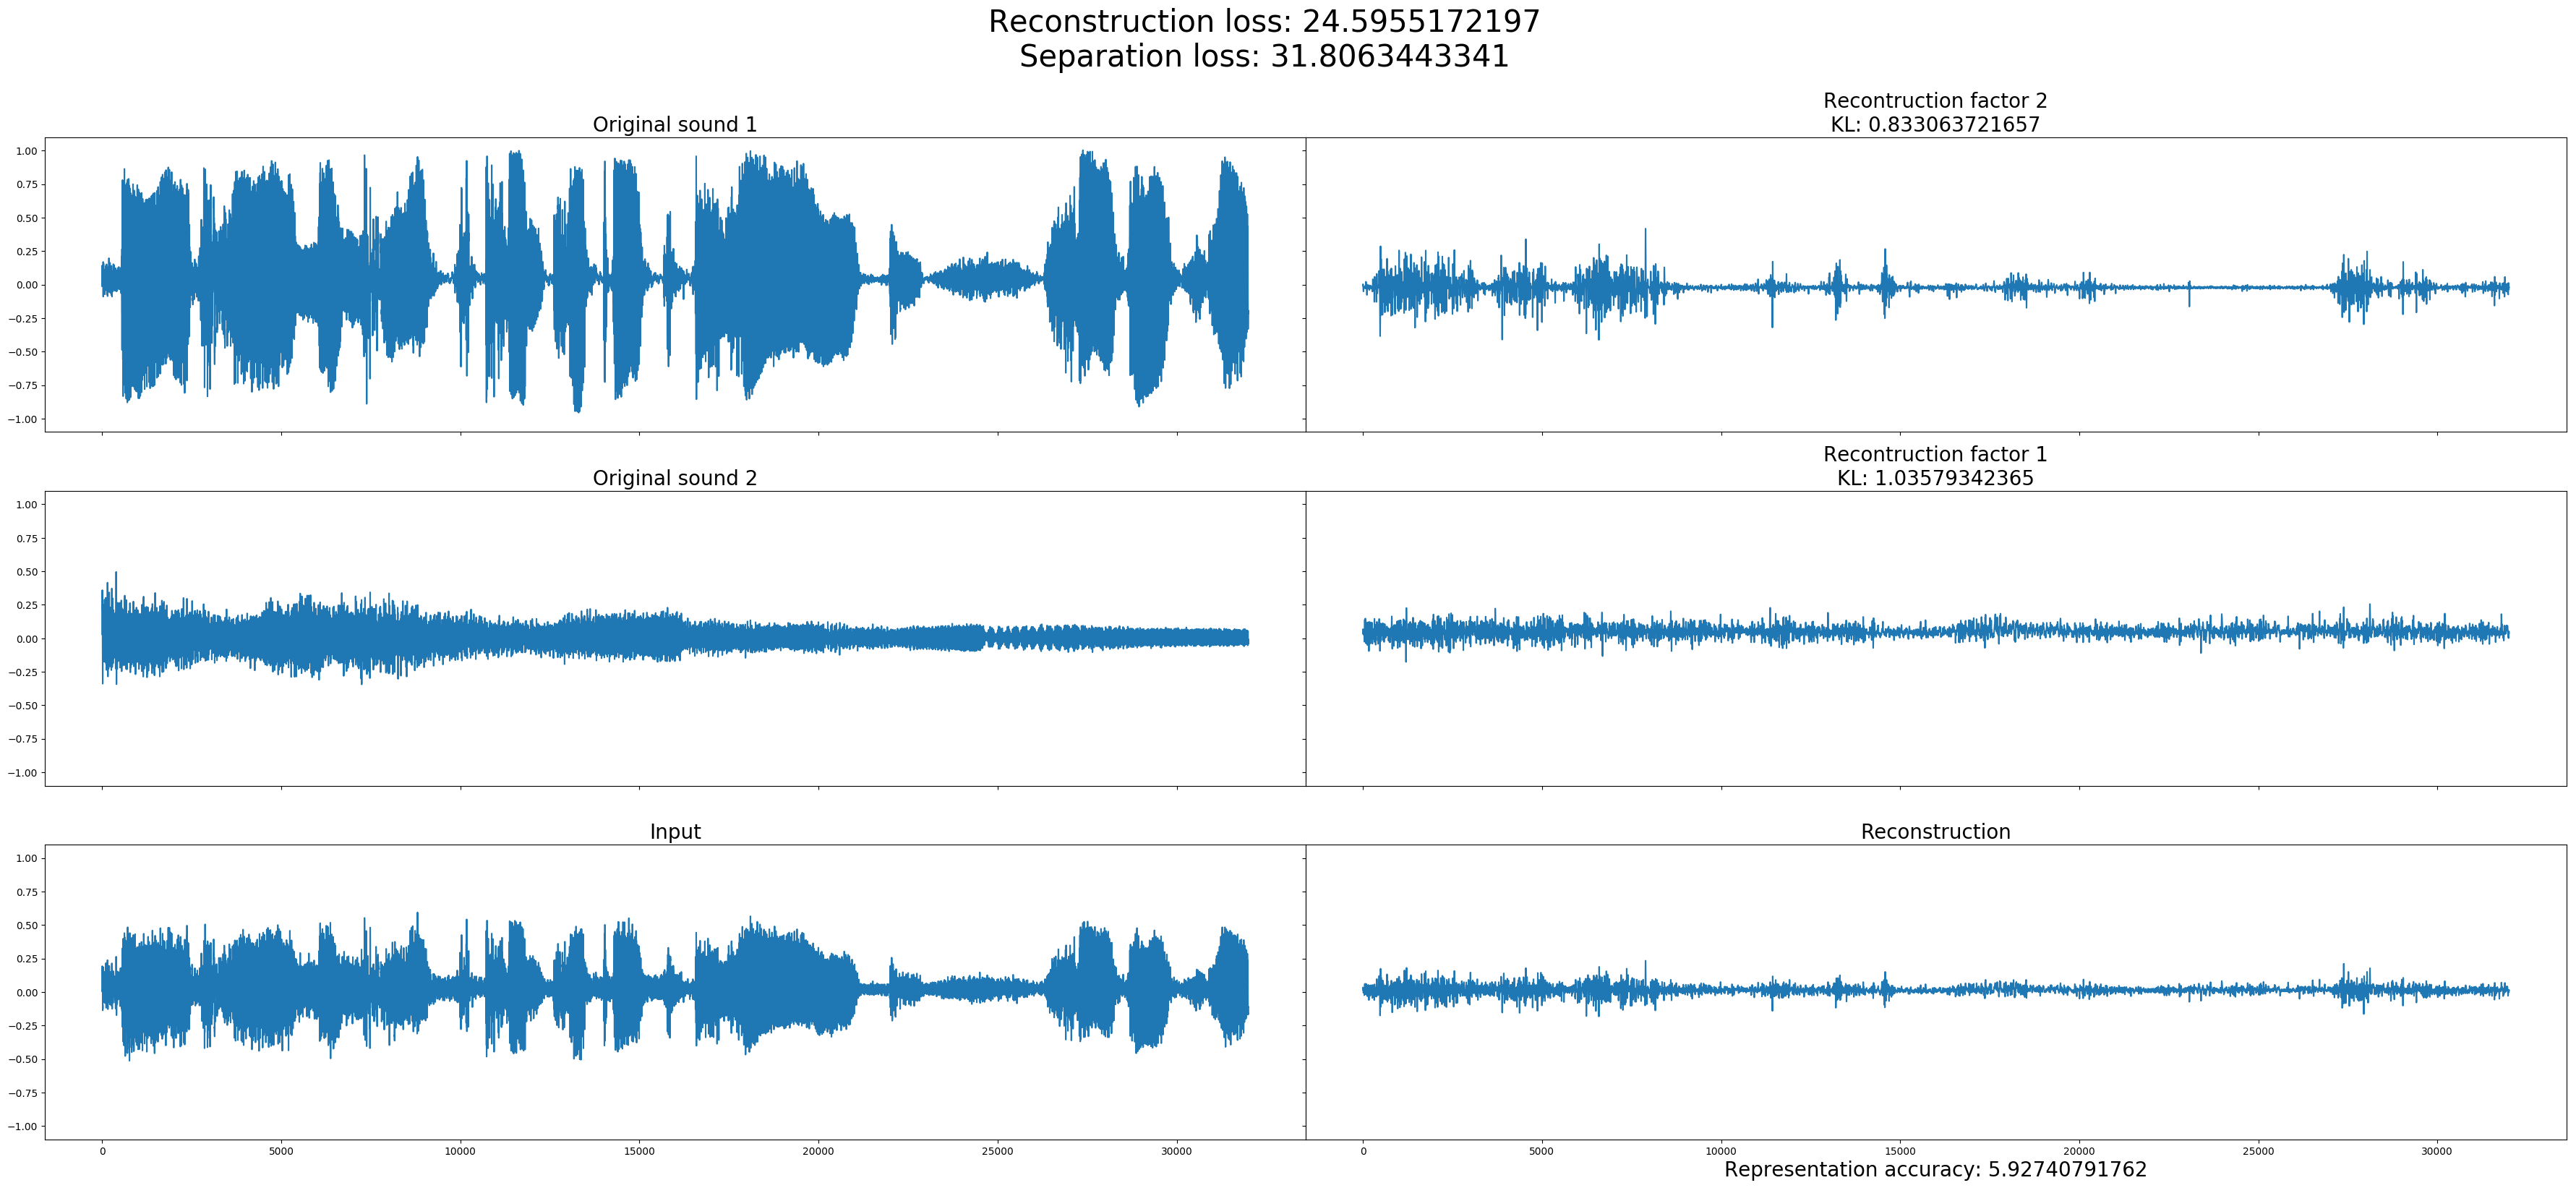 Reconstruction loss: 24.5955172197
Separation loss: 31.8063443341
Original sound 1
Recontruction factor 2
KL: 0.833063721657
1.00
0.75
0.50
0.25
0.00
−0.25
−0.50
−0.75
−1.00
Original sound 2
Recontruction factor 1
KL: 1.03579342365
1.00
0.75
0.50
0.25
0.00
−0.25
−0.50
−0.75
−1.00
Input
Reconstruction
1.00
0.75
0.50
0.25
0.00
−0.25
−0.50
−0.75
−1.00
0 5000 10000 15000 20000 25000 30000
0 5000 10000 15000 20000 25000 30000
Representation accuracy: 5.92740791762